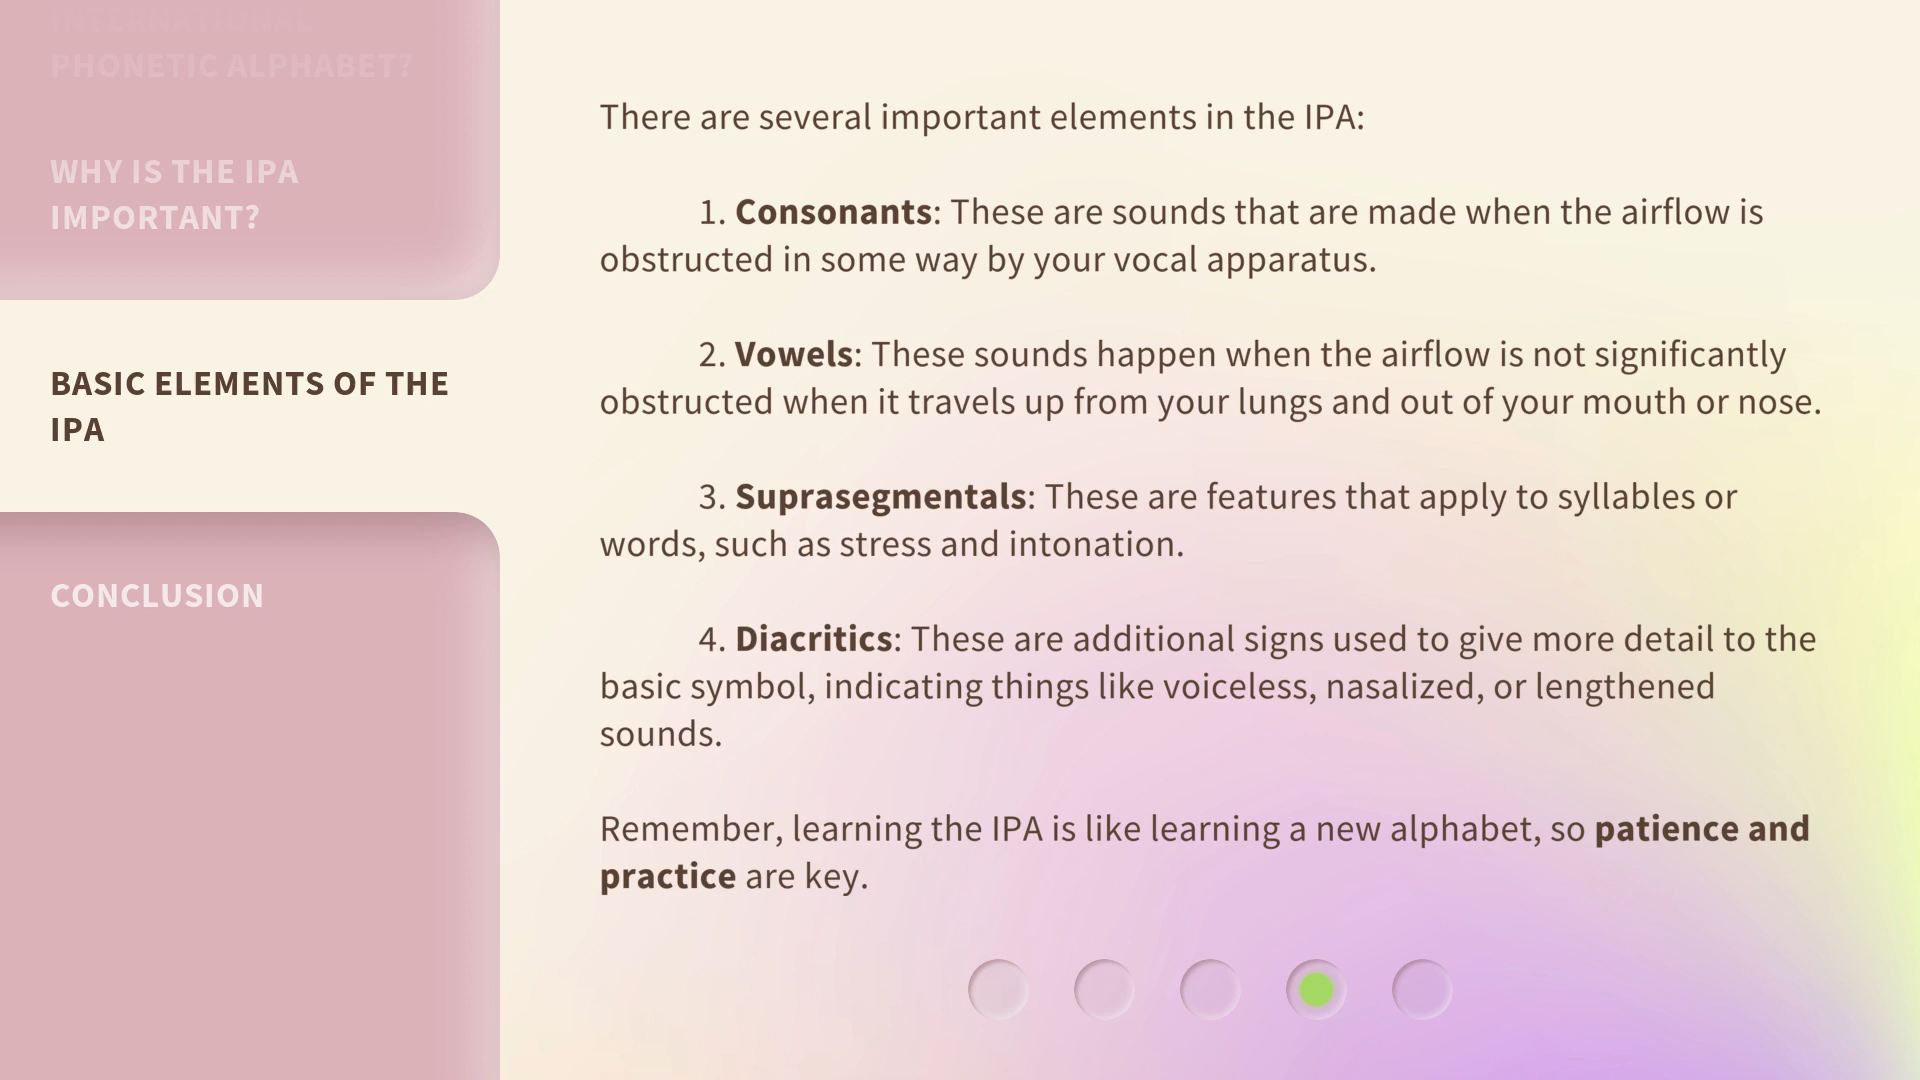 INTERNATIONAL
PHONETIC ALPHABET?
WHY IS THE IPA
IMPORTANT?
BASIC ELEMENTS OF THE
IPA
CONCLUSION
There are several important elements in the IPA:
1. Consonants: These are sounds that are made when the airflow is
obstructed in some way by your vocal apparatus.
2. Vowels: These sounds happen when the airflow is not significantly
obstructed when it travels up from your lungs and out of your mouth or nose.
3. Suprasegmentals: These are features that apply to syllables or
words, such as stress and intonation.
4. Diacritics: These are additional signs used to give more detail to the
basic symbol, indicating things like voiceless, nasalized, or lengthened
sounds.
Remember, learning the IPA is like learning a new alphabet, so patience and
practice are key.